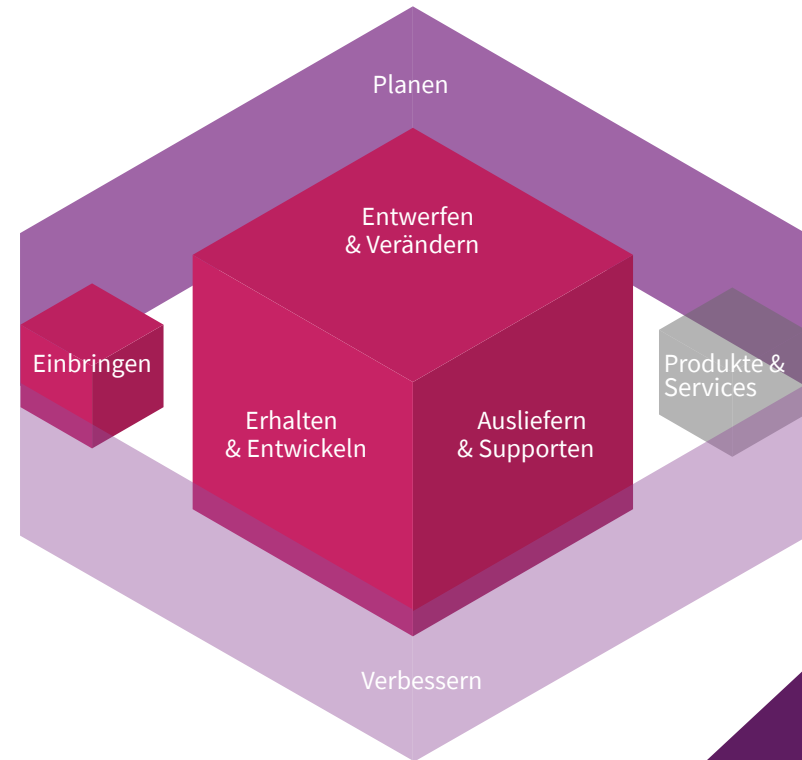 Planen
Entwerfen
& Verändern
Einbringen
Produkte &
Services
Erhalten
& Entwickeln
Ausliefern
& Supporten
Verbessern